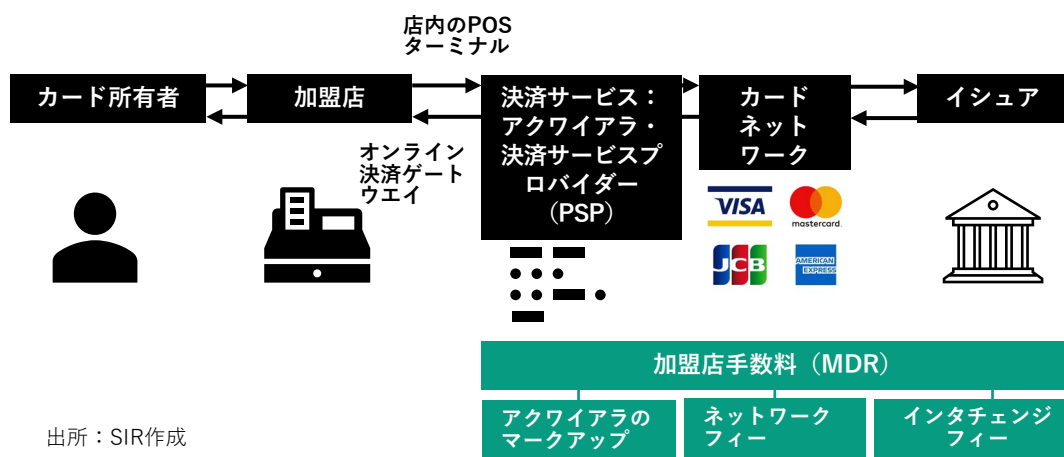 店内のPOS
ターミナル
カード所有者
加盟店
決済サービス：
アクワイアラ・
決済サービスプ
ロバイダー
（PSP）
カード
ネット
ワーク
イシュア
オンライン
決済ゲート
ウエイ
VISA
mastercard.
JCB
AMERICAN
EXPRESS
加盟店手数料（MDR）
アクワイアラの
マークアップ
ネットワーク
フィー
インタチェンジ
フィー
出所：SIR作成